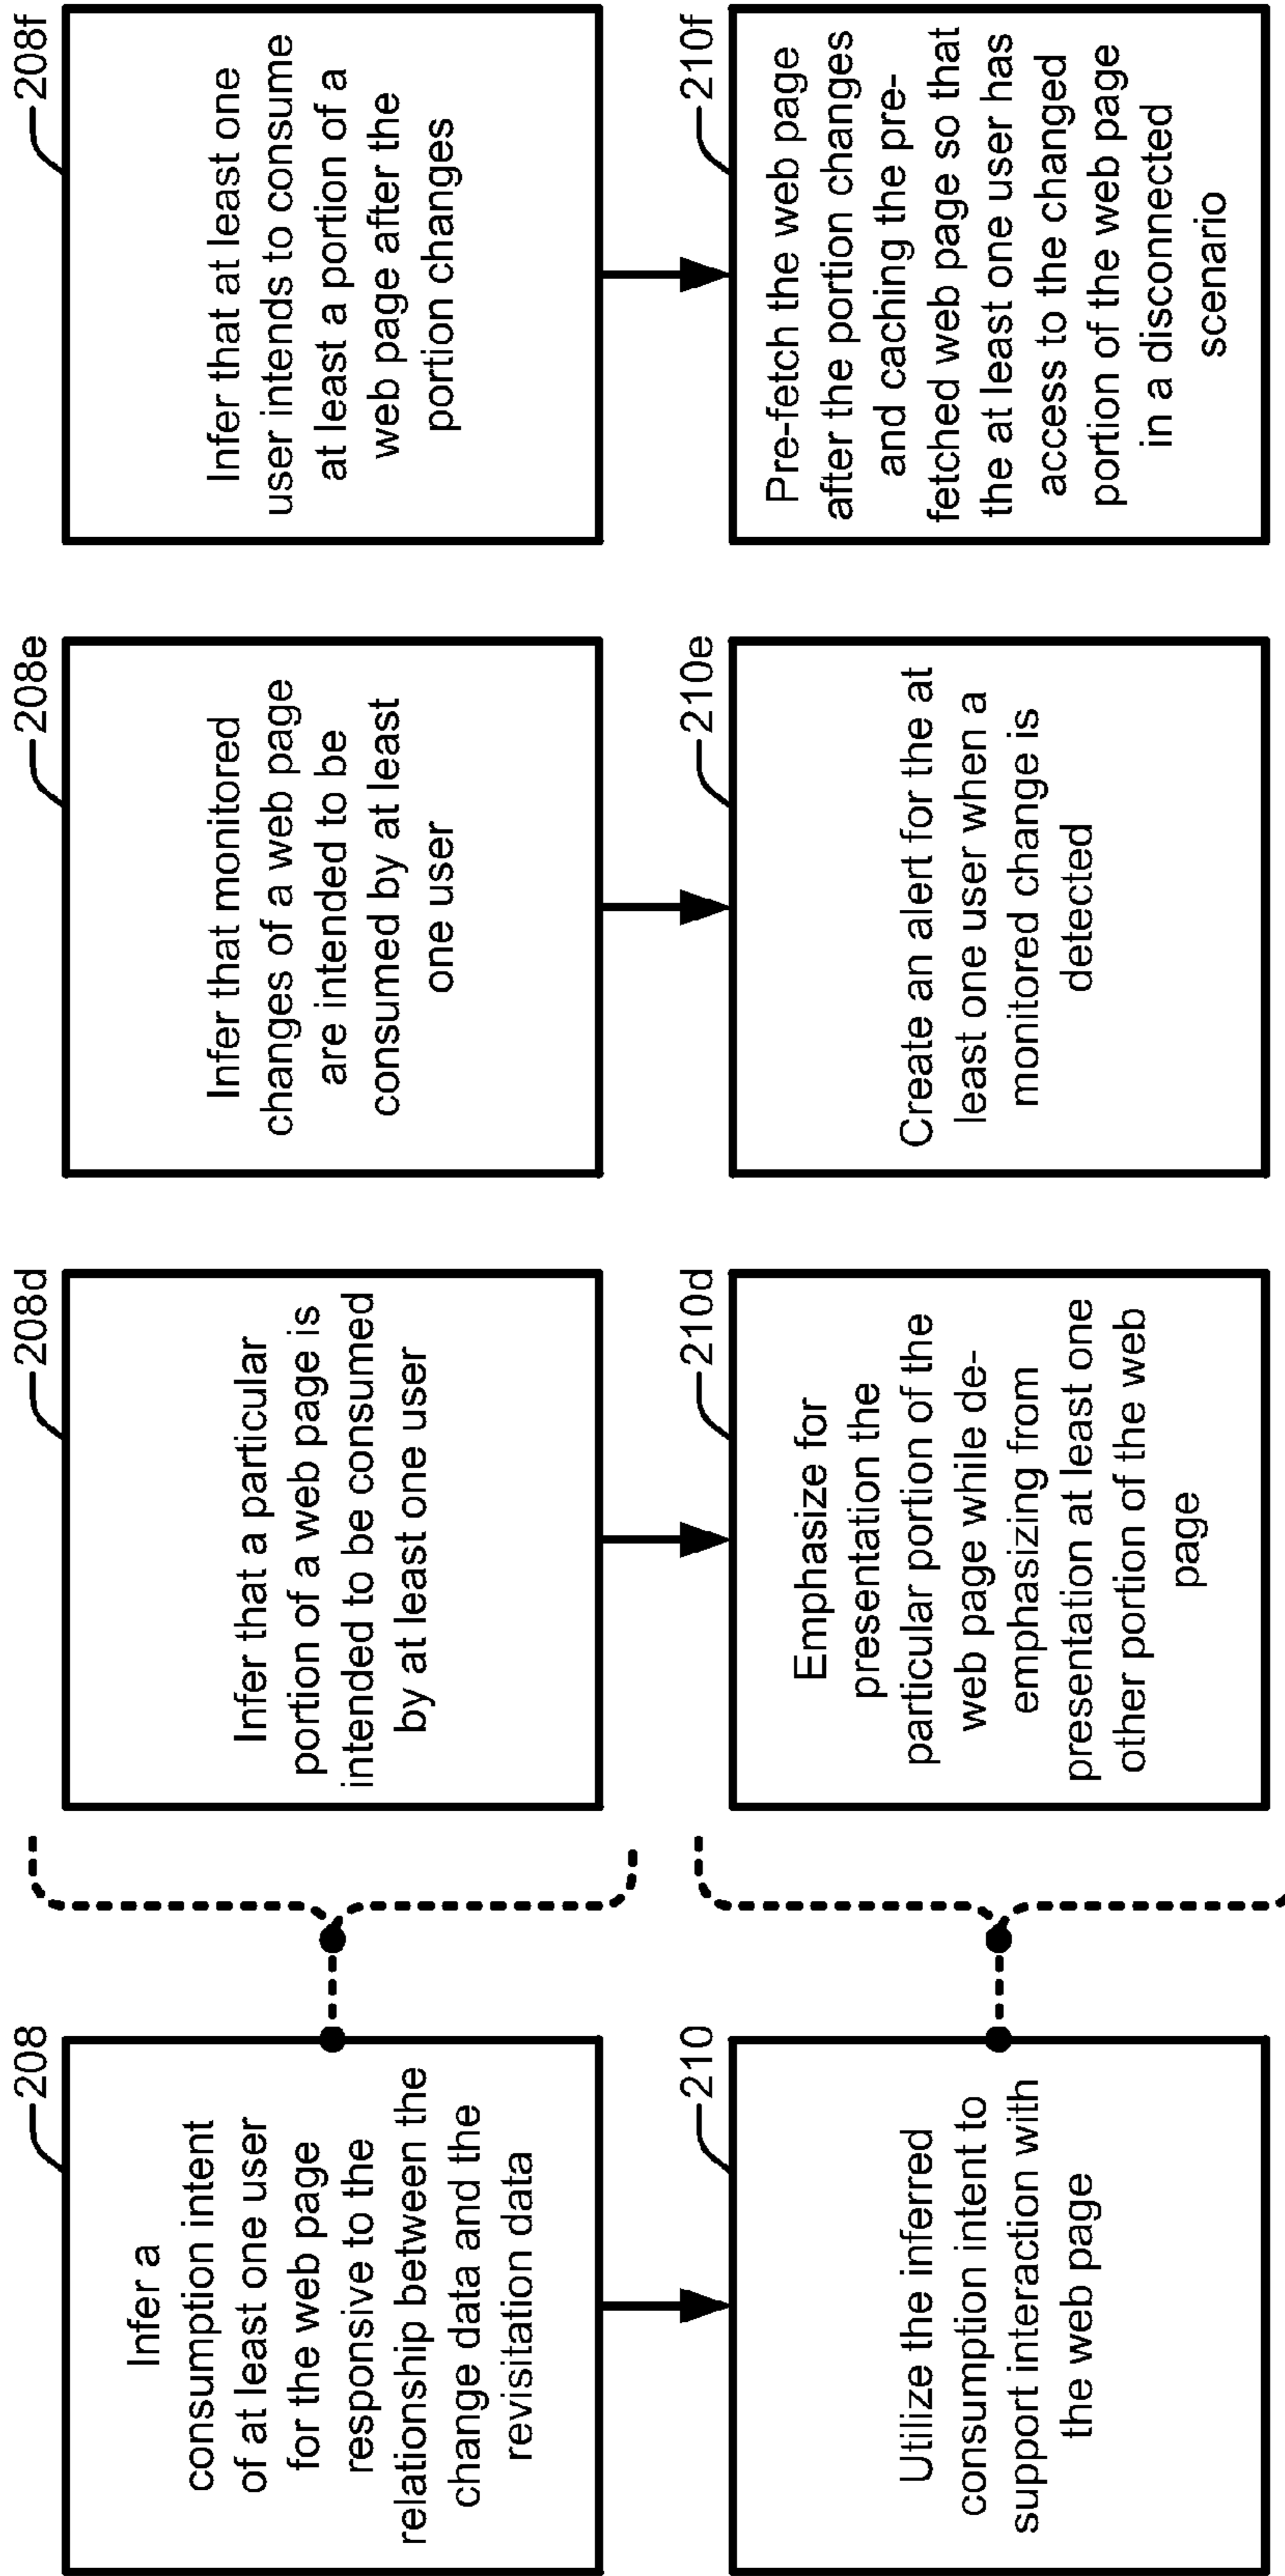 208
Infer a
consumption intent
of at least one user
for the web page
responsive to the
relationship between the
change data and the
revisitation data
208d
Infer that a particular
portion of a web page is
intended to be consumed
by at least one user
208e
Infer that monitored
changes of a web page
are intended to be
consumed by at least
one user
208f
Infer that at least one
user intends to consume
at least a portion of a
web page after the
portion changes
210
Utilize the inferred
consumption intent to
support interaction with
the web page
210d
Emphasize for
presentation the
particular portion of the
web page while de-
emphasizing from
presentation at least one
other portion of the web
page
210e
Create an alert for the at
least one user when a
monitored change is
detected
210f
Pre-fetch the web page
after the portion changes
and caching the pre-
fetched web page so that
the at least one user has
access to the changed
portion of the web page
in a disconnected
scenario